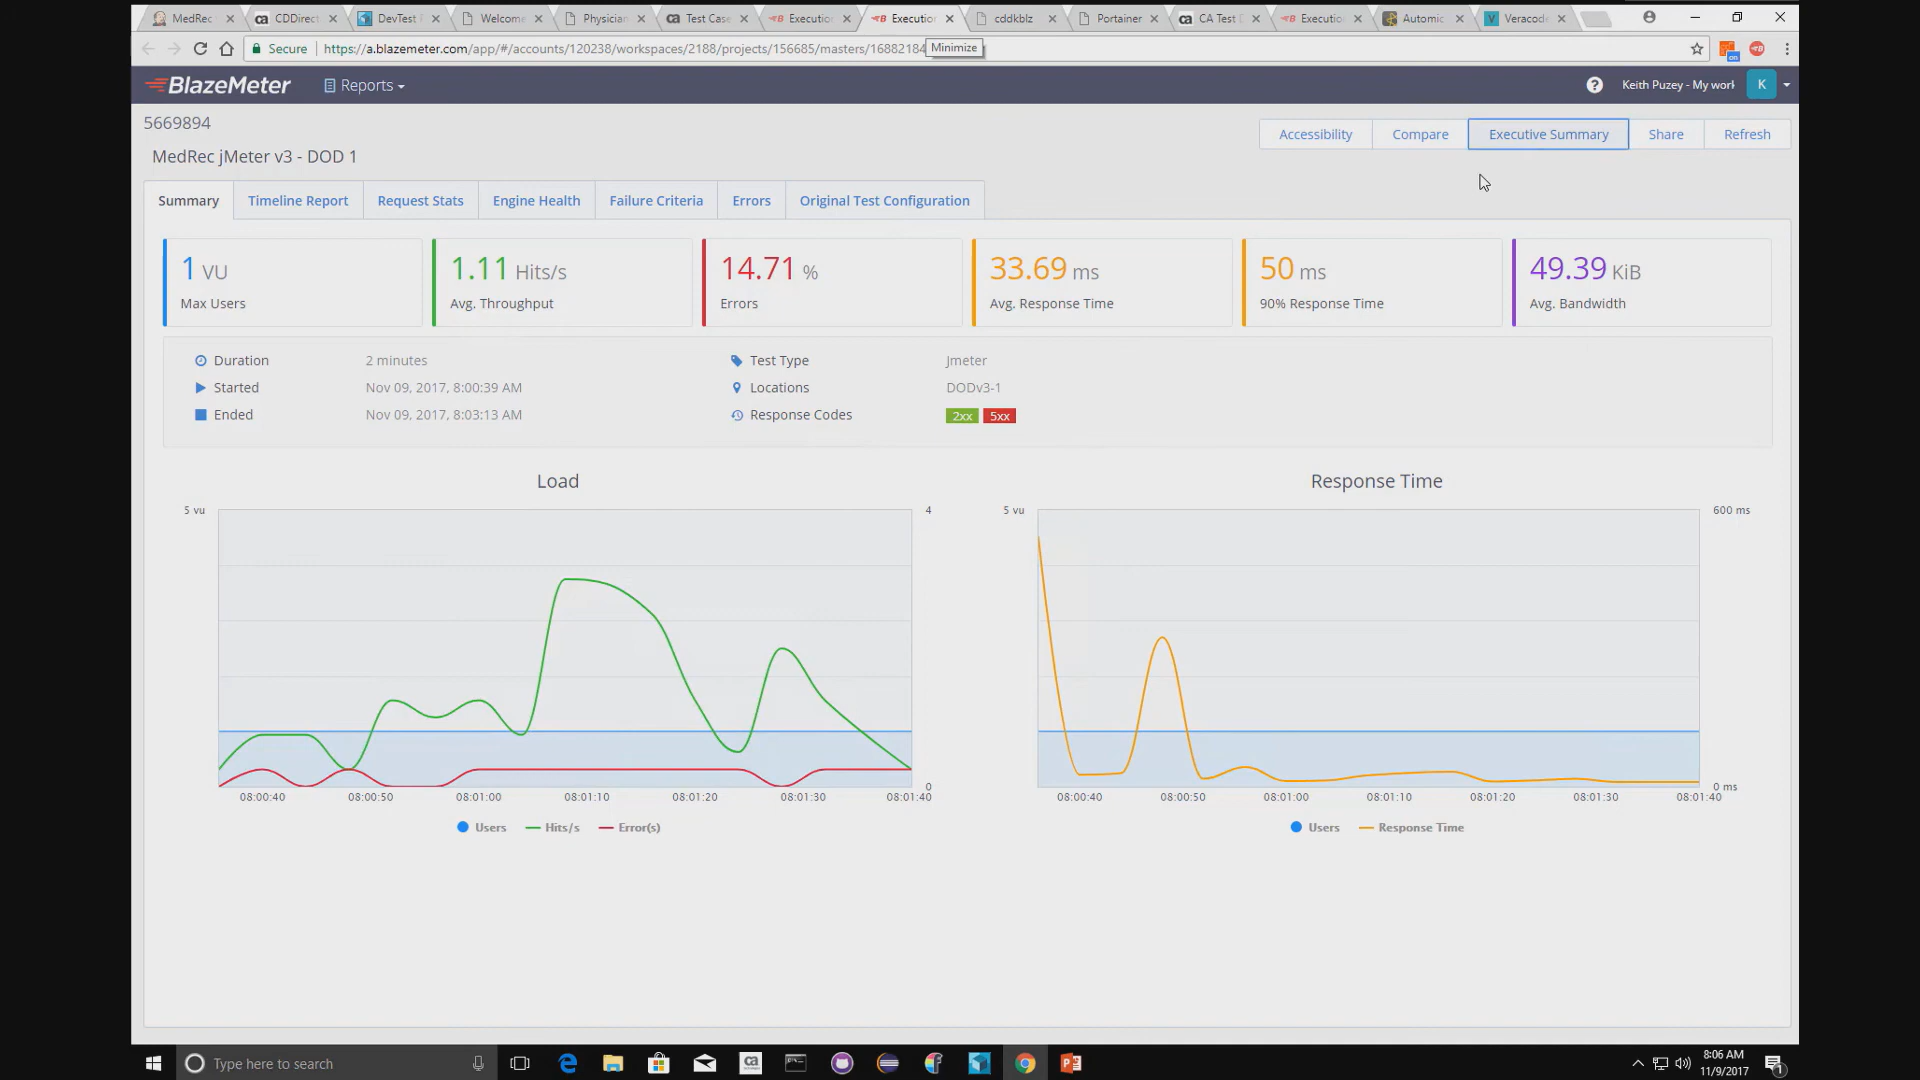 MedRec
CDDirect
DevTest
Welcome
Physician
Test Case
Executio
Execution
cddkblz
Portainer
CA Test
Executio
Automic
Veracode
Secure
https://a.blazemeter.com/app/#/accounts/120238/workspaces/2188/projects/156685/masters/16882184
Minimize
BlazeMeter
Reports
Keith Puzey - My worl
K
5669894
MedRec jMeter v3 - DOD 1
Accessibility
Compare
Executive Summary
Share
Refresh
Summary
Timeline Report
Request Stats
Engine Health
Failure Criteria
Errors
Original Test Configuration
1 VU
Max Users
1.11 Hits/s
Avg. Throughput
14.71 %
Errors
33.69 ms
Avg. Response Time
50 ms
90% Response Time
49.39 KiB
Avg. Bandwidth
Duration 2 minutes
Started Nov 09, 2017, 8:00:39 AM
Ended Nov 09, 2017, 8:03:13 AM
Test Type Jmeter
Locations DODv3-1
Response Codes 2xx 5xx
Load
5 vu
4
0
08:00:40 08:00:50 08:01:00 08:01:10 08:01:20 08:01:30 08:01:40
Users Hits/s Error(s)
Response Time
5 vu
600 ms
0 ms
08:00:40 08:00:50 08:01:00 08:01:10 08:01:20 08:01:30 08:01:40
Users Response Time
Type here to search
8:06 AM
11/9/2017